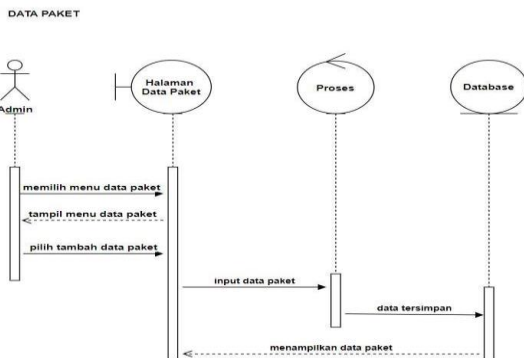 DATA PAKET
Halaman
Data Paket
Proses
Database
Admin
memilih menu data paket
tampil menu data paket
pilih tambah data paket
input data paket
data tersimpan
menampilkan data paket